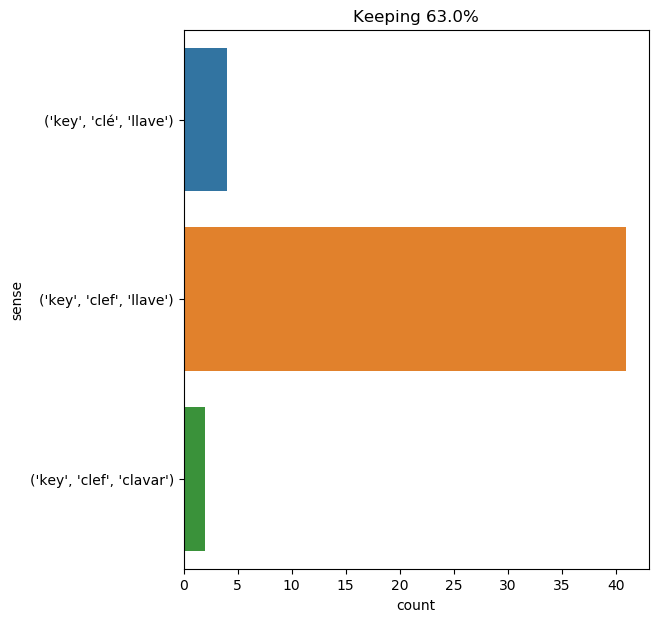 Keeping 63.0%
('key', 'clé', 'llave')
('key', 'clef', 'llave')
('key', 'clef', 'clavar')
sense
0 5 10 15 20 25 30 35 40
count